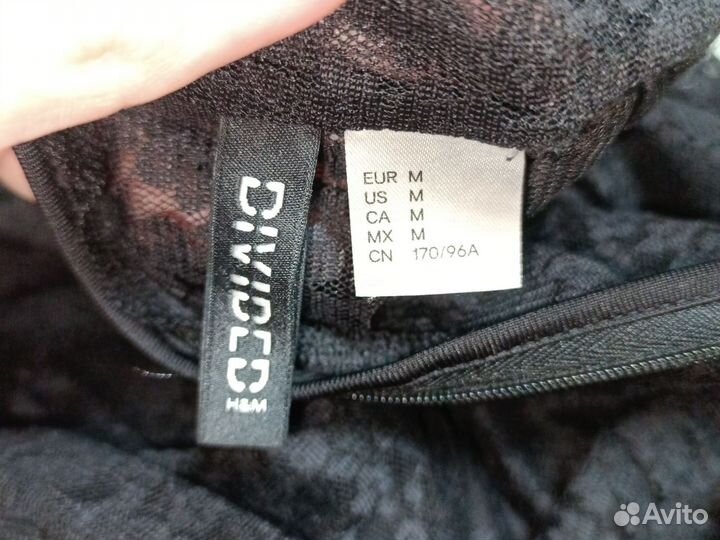 DIVIDED
H&M
EUR M
US M
CA M
MX M
CN 170/96A
Avito